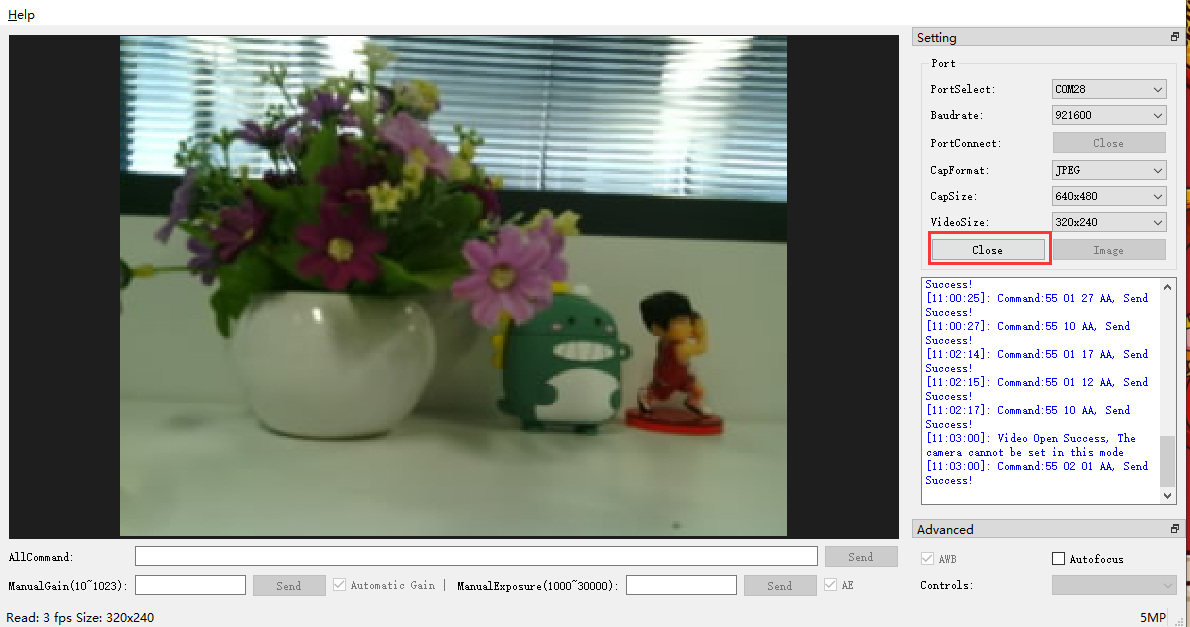 Help
Setting
Port
PortSelect:
COM28
Baudrate:
921600
PortConnect:
Close
CapFormat:
JPEG
CapSize:
640x480
VideoSize:
320x240
Close
Image
Success!
[11:00:25]: Command:55 01 27 AA, Send
Success!
[11:00:27]: Command:55 10 AA, Send
Success!
[11:02:14]: Command:55 01 17 AA, Send
Success!
[11:02:15]: Command:55 01 12 AA, Send
Success!
[11:02:17]: Command:55 10 AA, Send
Success!
[11:03:00]: Video Open Success, The
camera cannot be set in this mode
[11:03:00]: Command:55 02 01 AA, Send
Success!
Advanced
AWB
Autofocus
Controls:
AllCommand:
Send
ManualGain(10~1023):
Send
Automatic Gain |
ManualExposure(1000~30000):
Send
AE
Read: 3 fps Size: 320x240
5MP